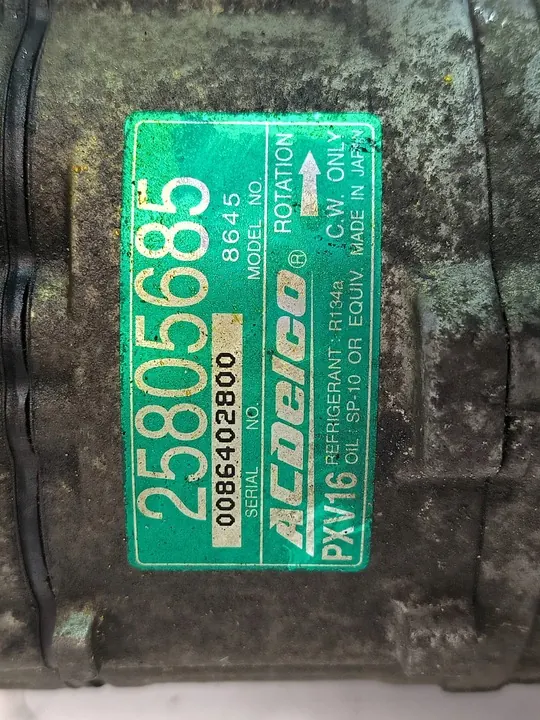 25805685
0086402800 8645
SERIAL NO. MODEL NO.
ACDelco® ROTATION
PXV16 REFRIGERANT : R134a C.W. ONLY
OIL : SP-10 OR EQUIV. MADE IN JAPAN